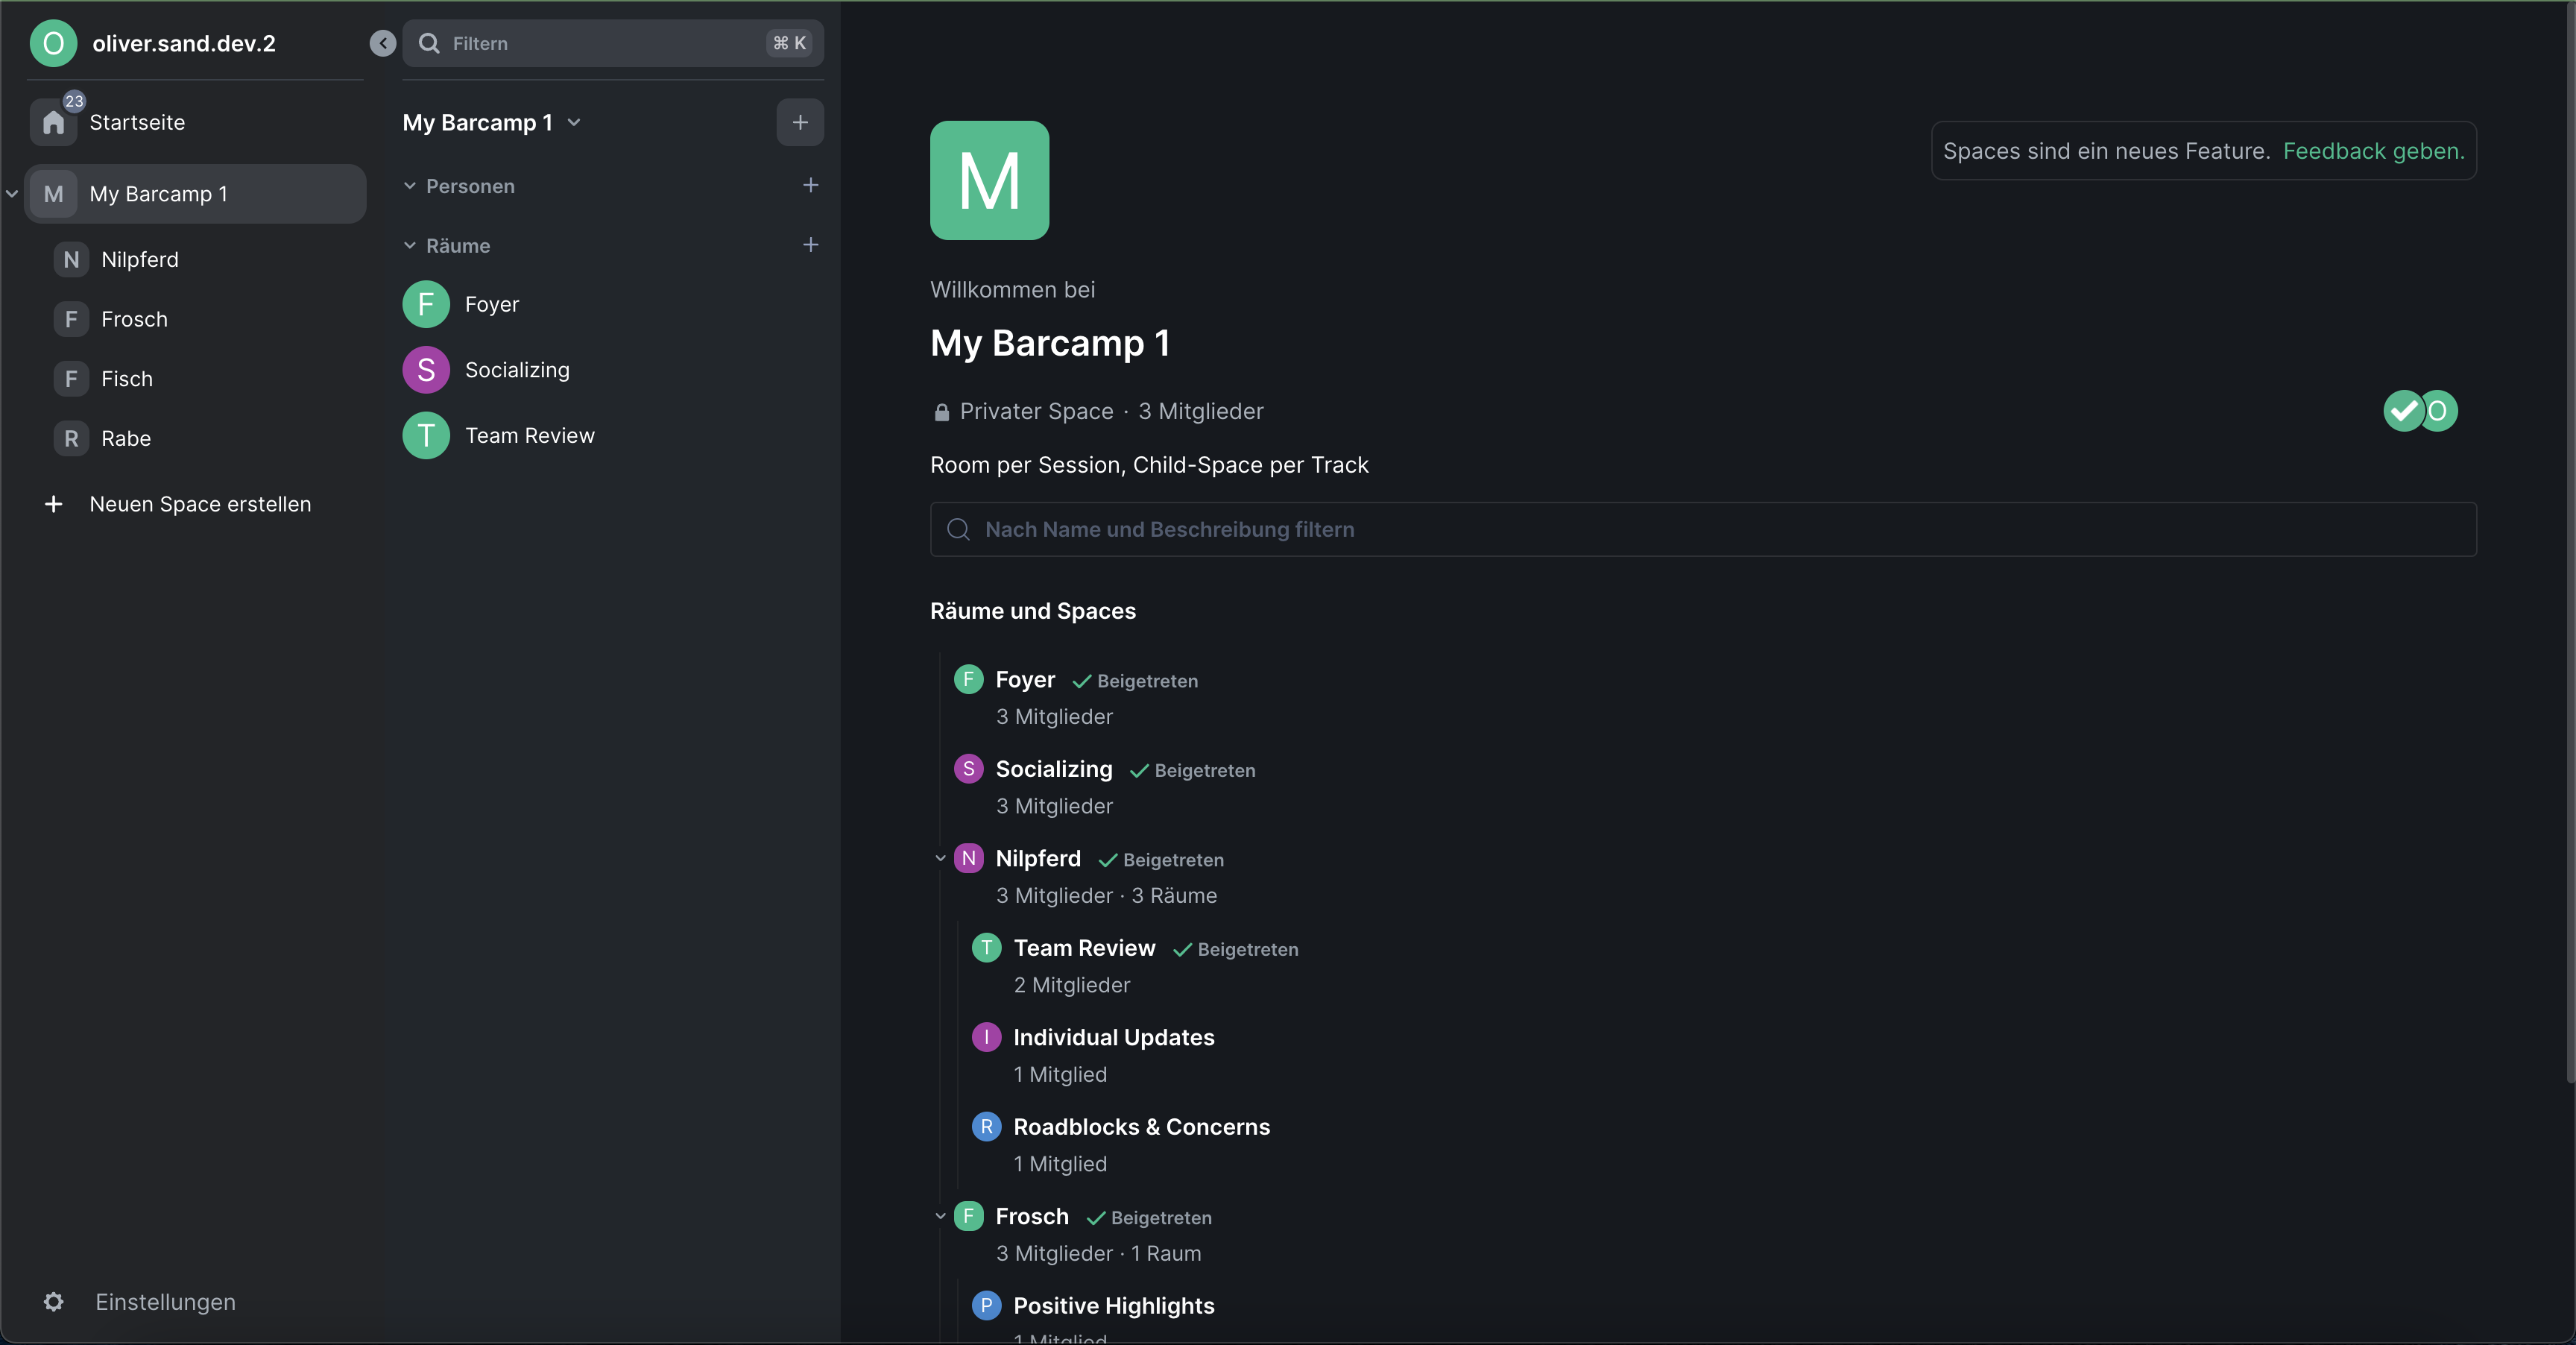 O oliver.sand.dev.2
23
Startseite
M My Barcamp 1
N Nilpferd
F Frosch
F Fisch
R Rabe
+ Neuen Space erstellen
Einstellungen
Filtern ⌘ K
My Barcamp 1
Personen
Räume
F Foyer
S Socializing
T Team Review
M
Spaces sind ein neues Feature. Feedback geben.
Willkommen bei
My Barcamp 1
Privater Space · 3 Mitglieder
O
Room per Session, Child-Space per Track
Nach Name und Beschreibung filtern
Räume und Spaces
F Foyer Beigetreten
3 Mitglieder
S Socializing Beigetreten
3 Mitglieder
N Nilpferd Beigetreten
3 Mitglieder · 3 Räume
T Team Review Beigetreten
2 Mitglieder
I Individual Updates
1 Mitglied
R Roadblocks & Concerns
1 Mitglied
F Frosch Beigetreten
3 Mitglieder · 1 Raum
P Positive Highlights
1 Mitglied